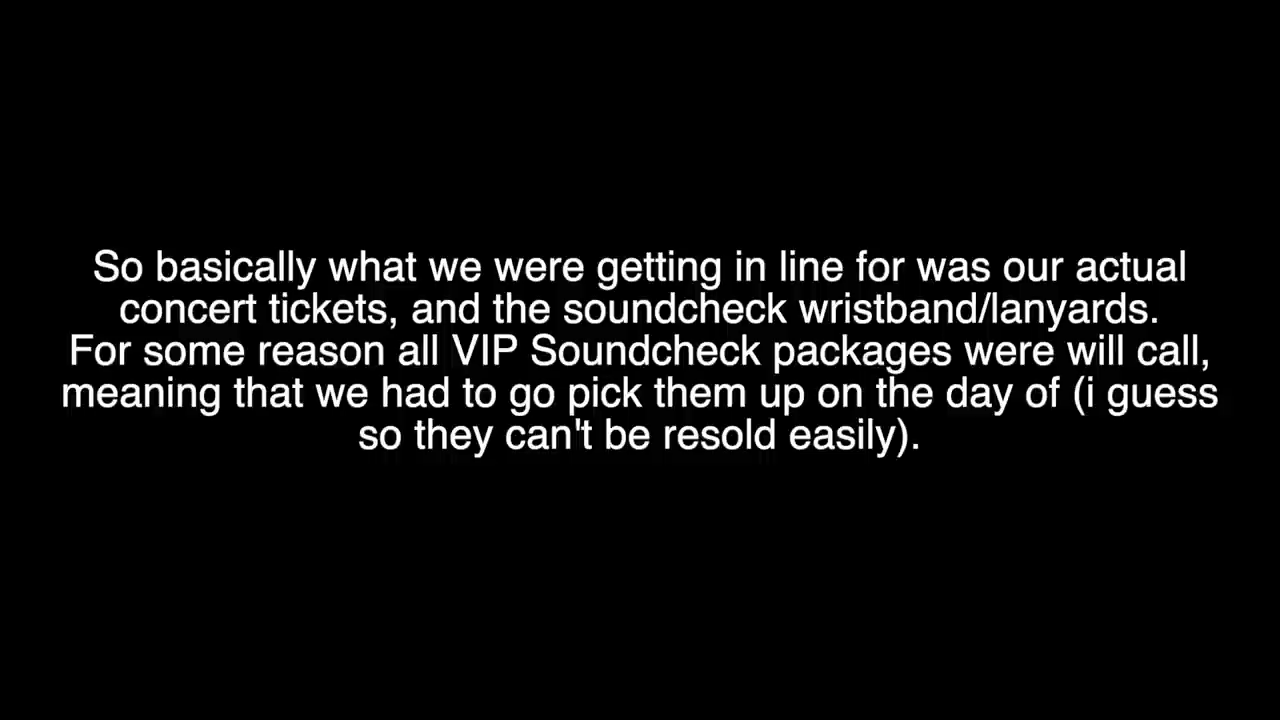 So basically what we were getting in line for was our actual
concert tickets, and the soundcheck wristband/lanyards.
For some reason all VIP Soundcheck packages were will call,
meaning that we had to go pick them up on the day of (i guess
so they can't be resold easily).